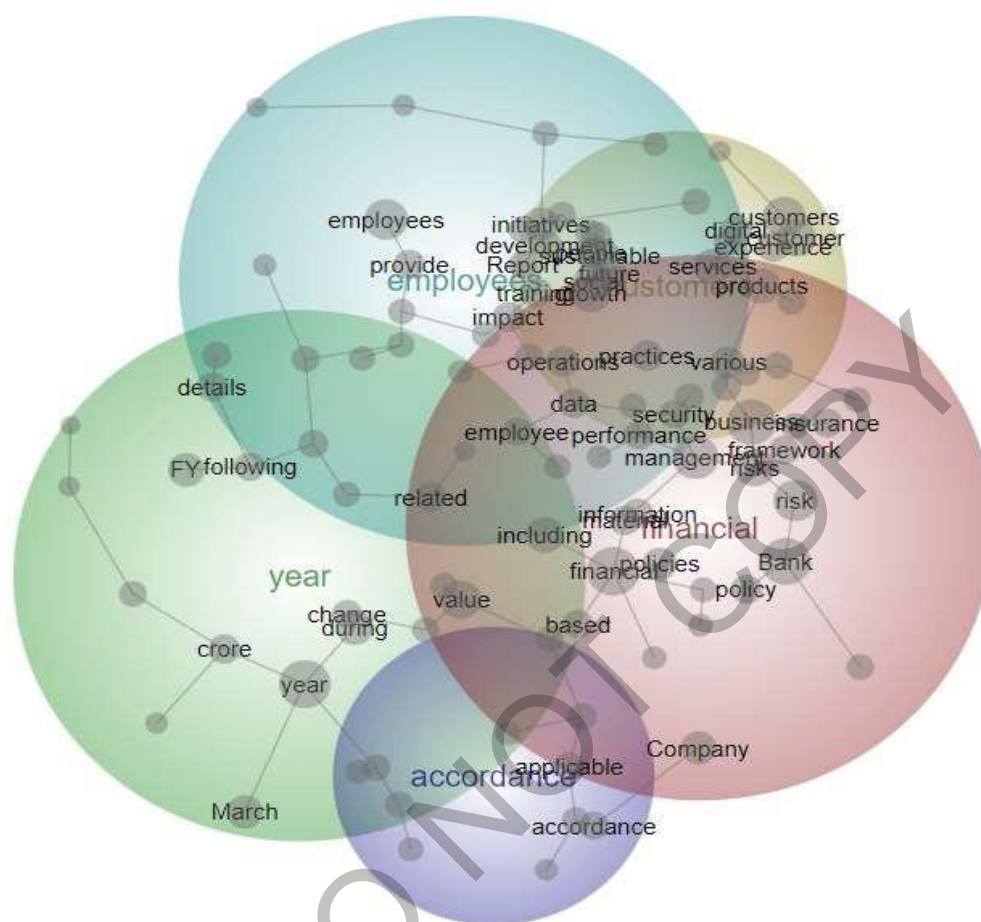 employees
initiatives
customers
digital
customer
development
experience
sustainable
provide
Report
future
services
employees
social
customer
products
training
growth
impact
operations
practices
various
details
data
security
business
insurance
employee
performance
management
framework
FY
following
risks
related
risk
information
material
financial
including
year
financial
policies
Bank
policy
value
change
during
based
crore
year
Company
accordance
applicable
March
accordance
NOT COPY